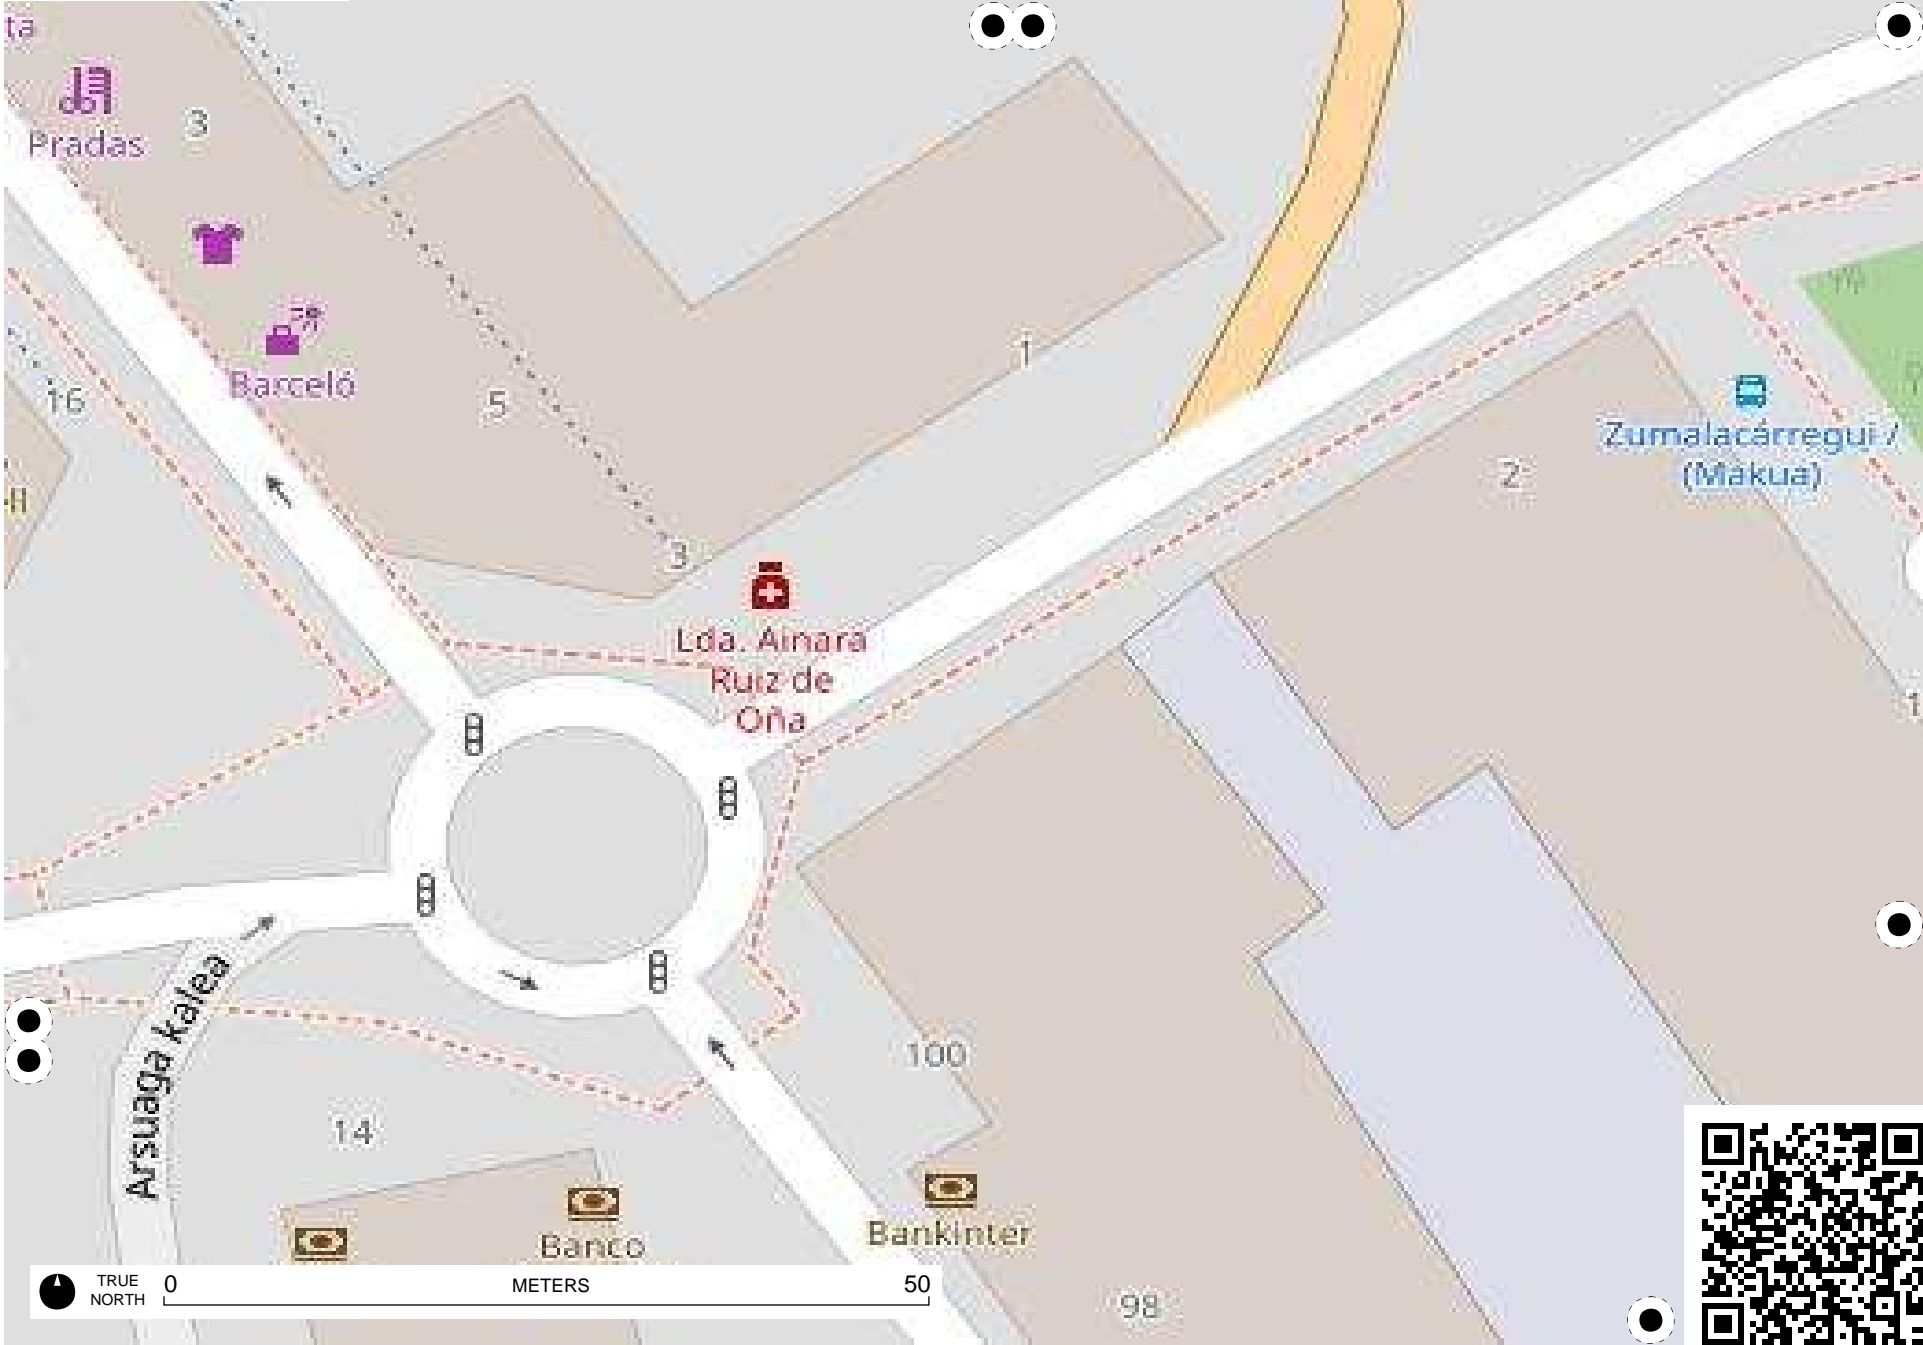 ta
Pradas
3
Barceló
16
5
1
3
2
Zumalacárregui /
(Makua)
Lda. Ainara
Ruiz de
Oña
Arsuaga kalea
100
14
Banco
Bankinter
98
TRUE
NORTH
0
METERS
50